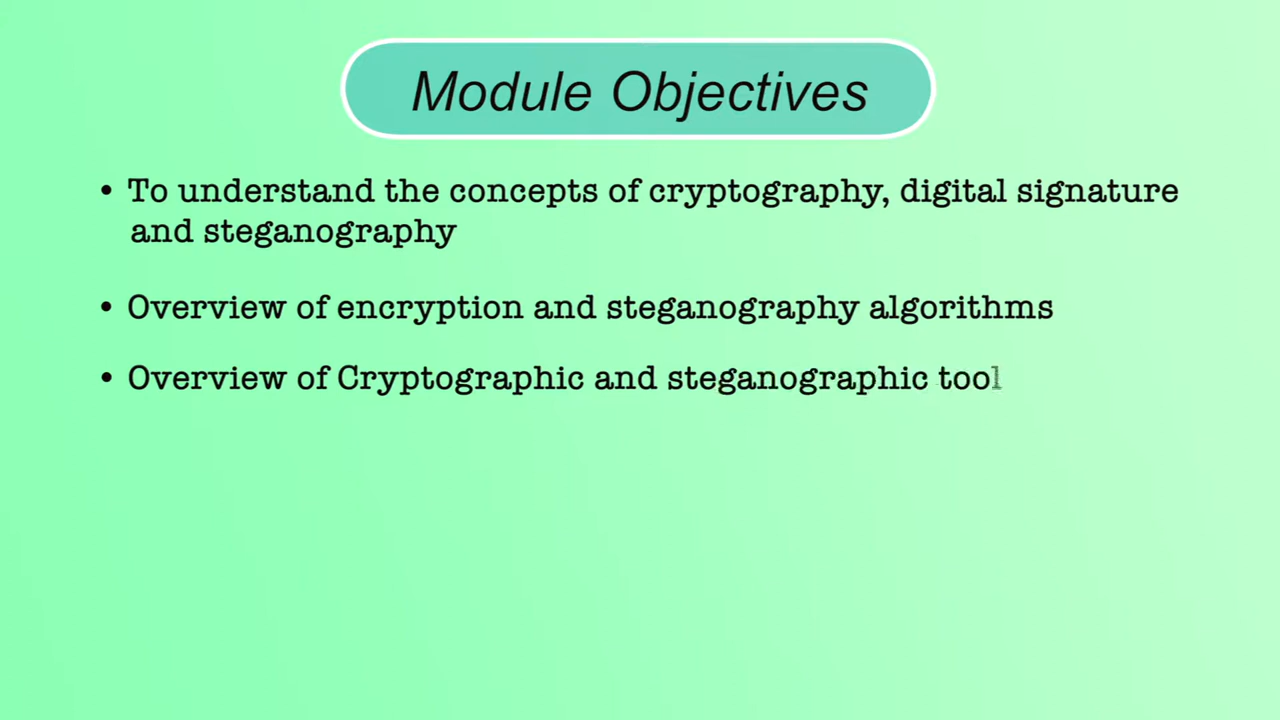 Module Objectives
• To understand the concepts of cryptography, digital signature
and steganography
• Overview of encryption and steganography algorithms
• Overview of Cryptographic and steganographic tool